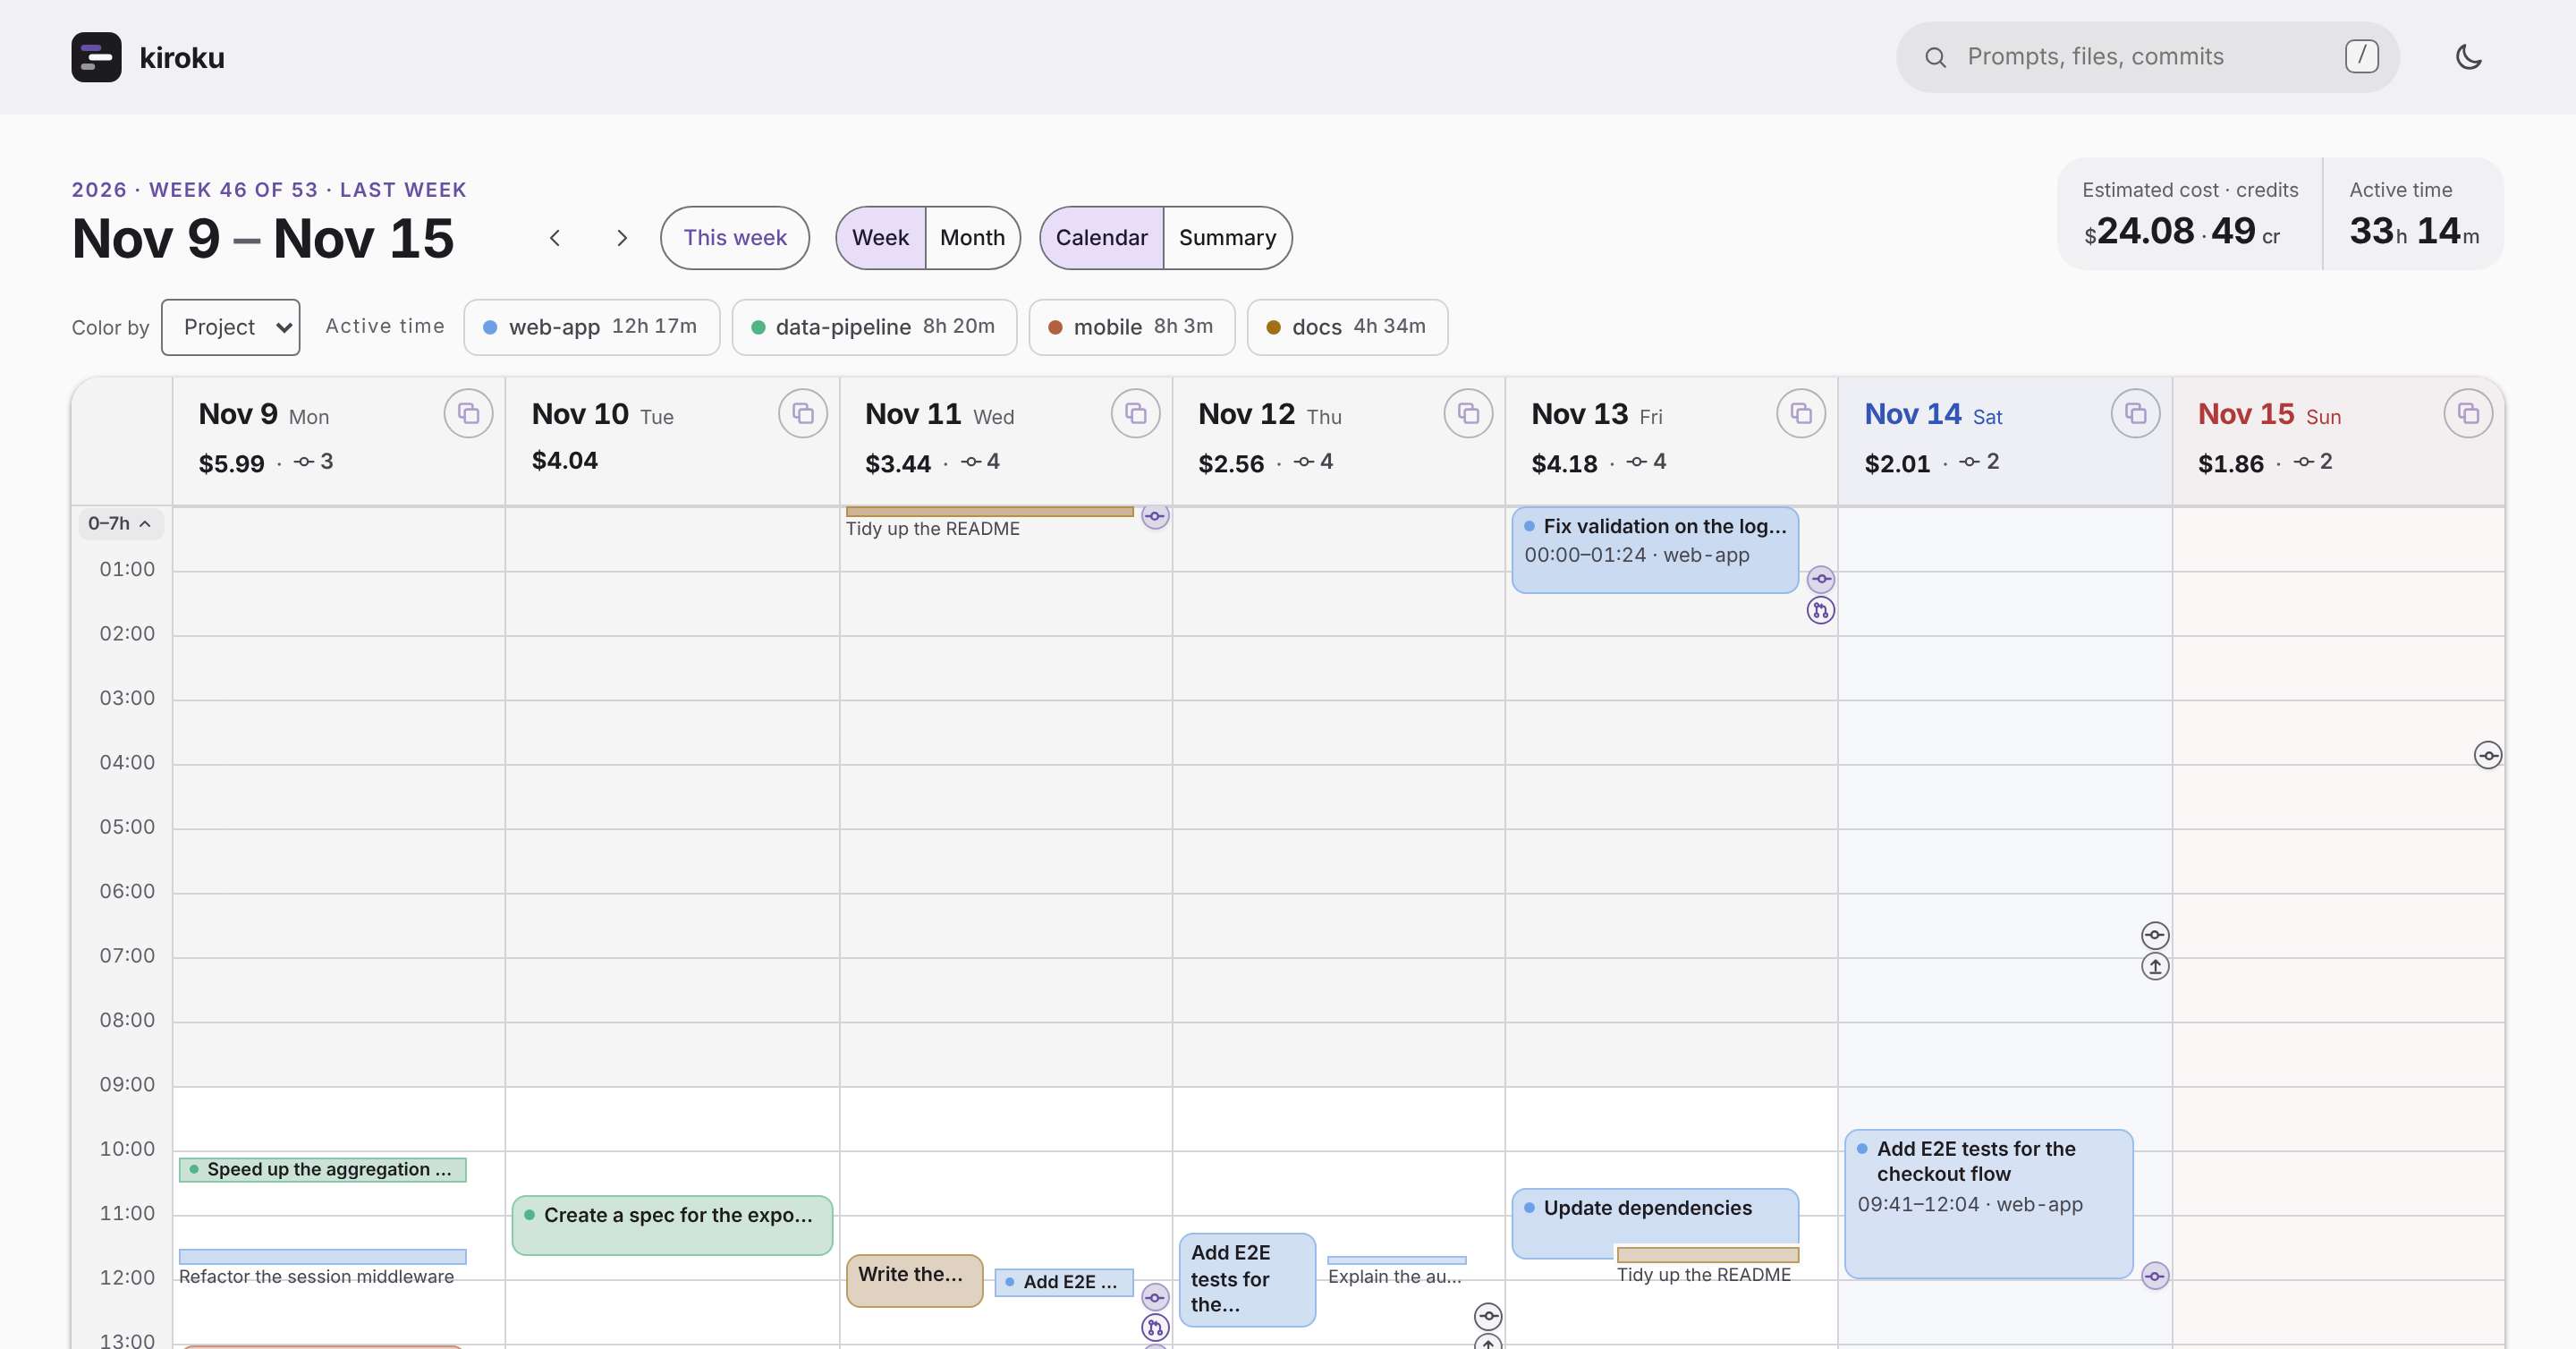 kiroku
Prompts, files, commits /
2026 · WEEK 46 OF 53 · LAST WEEK
Nov 9 – Nov 15
This week
Week Month
Calendar Summary
Estimated cost · credits
$24.08 · 49 cr
Active time
33h 14m
Color by Project Active time
web-app 12h 17m
data-pipeline 8h 20m
mobile 8h 3m
docs 4h 34m
Nov 9 Mon
$5.99 · 3
Nov 10 Tue
$4.04
Nov 11 Wed
$3.44 · 4
Nov 12 Thu
$2.56 · 4
Nov 13 Fri
$4.18 · 4
Nov 14 Sat
$2.01 · 2
Nov 15 Sun
$1.86 · 2
0–7h
Tidy up the README
Fix validation on the log...
00:00–01:24 · web-app
01:00
02:00
03:00
04:00
05:00
06:00
07:00
08:00
09:00
10:00
Speed up the aggregation ...
Add E2E tests for the
checkout flow
09:41–12:04 · web-app
11:00
Create a spec for the expo...
Update dependencies
12:00
Refactor the session middleware
Write the...
Add E2E ...
Add E2E
tests for
the...
Explain the au...
Tidy up the README
13:00